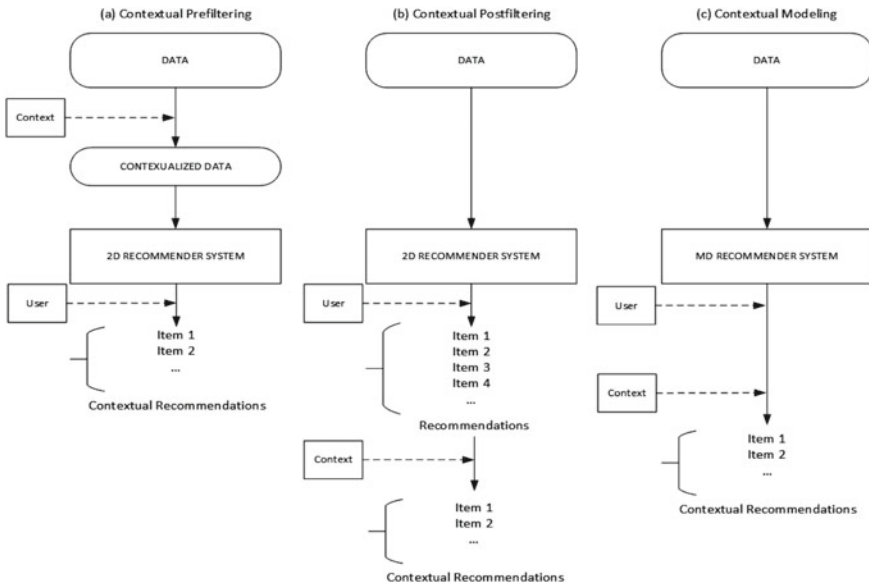 (a) Contextual Prefiltering
DATA
Context
CONTEXUALIZED DATA
2D RECOMMENDER SYSTEM
User
Item 1
Item 2
...
Contextual Recommendations
(b) Contextual Postfiltering
DATA
2D RECOMMENDER SYSTEM
User
Item 1
Item 2
Item 3
Item 4
...
Recommendations
Context
Item 1
Item 2
...
Contextual Recommendations
(c) Contextual Modeling
DATA
MD RECOMMENDER SYSTEM
User
Context
Item 1
Item 2
...
Contextual Recommendations